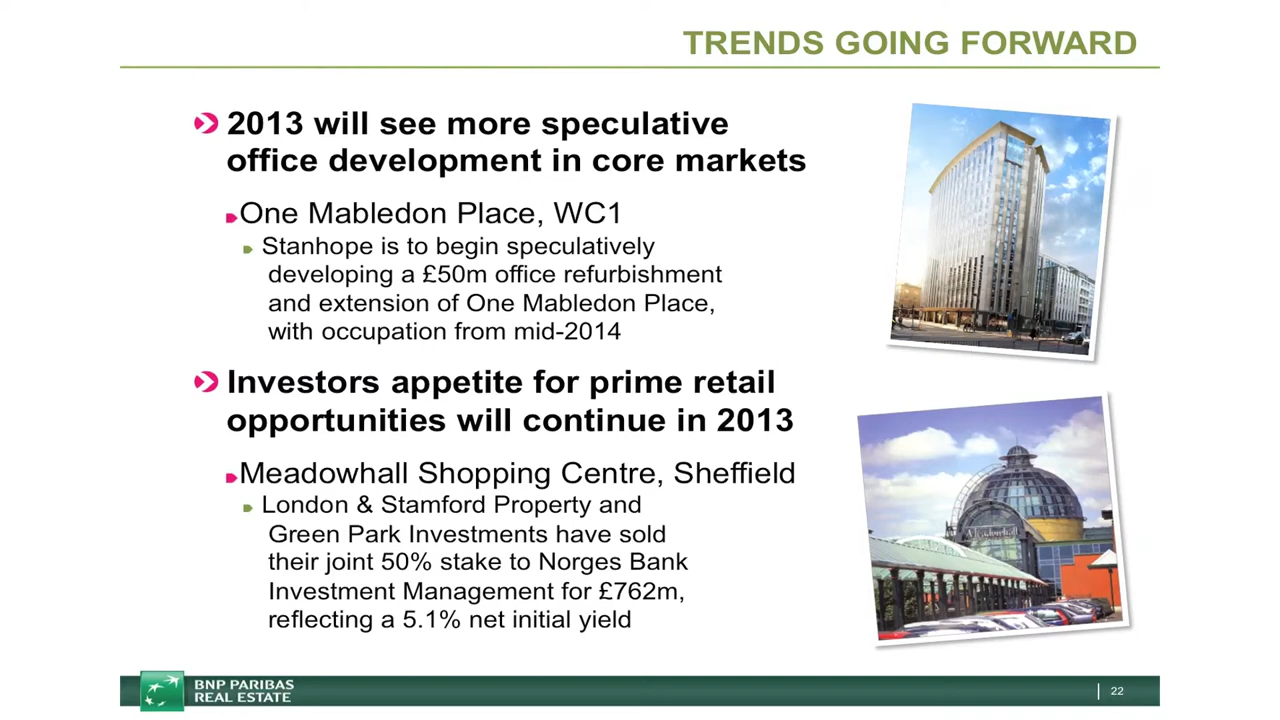 TRENDS GOING FORWARD
2013 will see more speculative
office development in core markets
One Mabledon Place, WC1
Stanhope is to begin speculatively
developing a £50m office refurbishment
and extension of One Mabledon Place,
with occupation from mid-2014
Investors appetite for prime retail
opportunities will continue in 2013
Meadowhall Shopping Centre, Sheffield
London & Stamford Property and
Green Park Investments have sold
their joint 50% stake to Norges Bank
Investment Management for £762m,
reflecting a 5.1% net initial yield
Meadowhall
BNP PARIBAS
REAL ESTATE
22